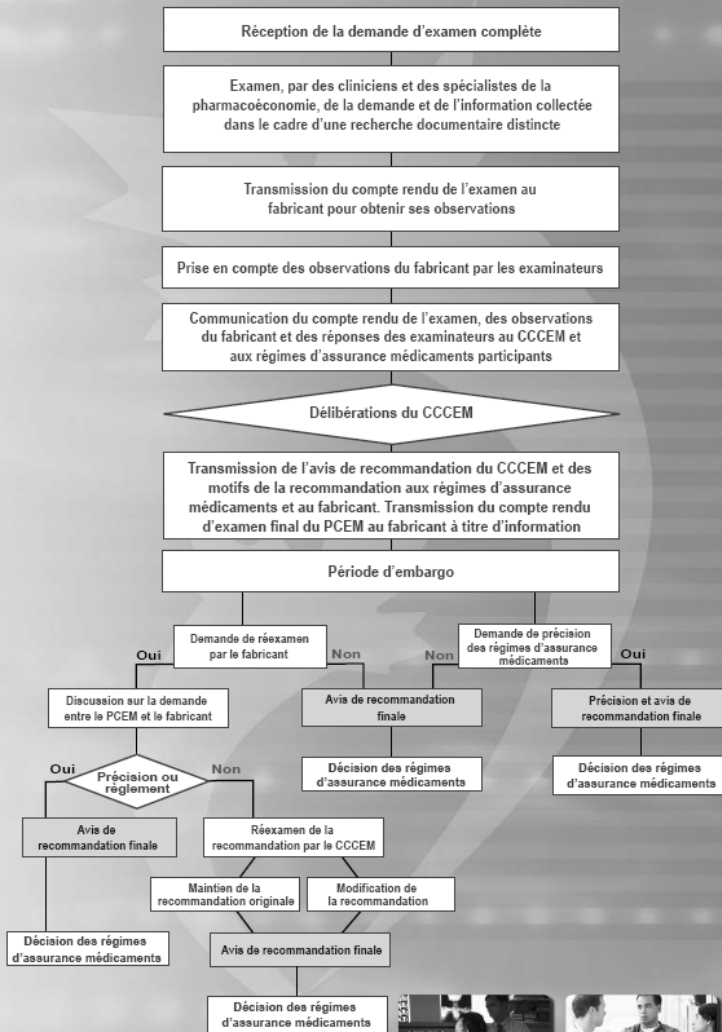 Réception de la demande d'examen complète
Examen, par des cliniciens et des spécialistes de la
pharmacoéconomie, de la demande et de l'information collectée
dans le cadre d'une recherche documentaire distincte
Transmission du compte rendu de l'examen au
fabricant pour obtenir ses observations
Prise en compte des observations du fabricant par les examinateurs
Communication du compte rendu de l'examen, des observations
du fabricant et des réponses des examinateurs au CCCEM et
aux régimes d'assurance médicaments participants
Délibérations du CCCEM
Transmission de l'avis de recommandation du CCCEM et des
motifs de la recommandation aux régimes d'assurance
médicaments et au fabricant. Transmission du compte rendu
d'examen final du PCEM au fabricant à titre d'information
Période d'embargo
Demande de réexamen
par le fabricant
Demande de précision
des régimes d'assurance
médicaments
Oui
Non
Non
Oui
Discussion sur la demande
entre le PCEM et le fabricant
Avis de recommandation
finale
Précision et avis de
recommandation finale
Décision des régimes
d'assurance médicaments
Décision des régimes
d'assurance médicaments
Oui
Précision ou
règlement
Non
Avis de
recommandation finale
Réexamen de la
recommandation par le CCCEM
Maintien de la
recommandation originale
Modification de
la recommandation
Décision des régimes
d'assurance médicaments
Avis de recommandation finale
Décision des régimes
d'assurance médicaments